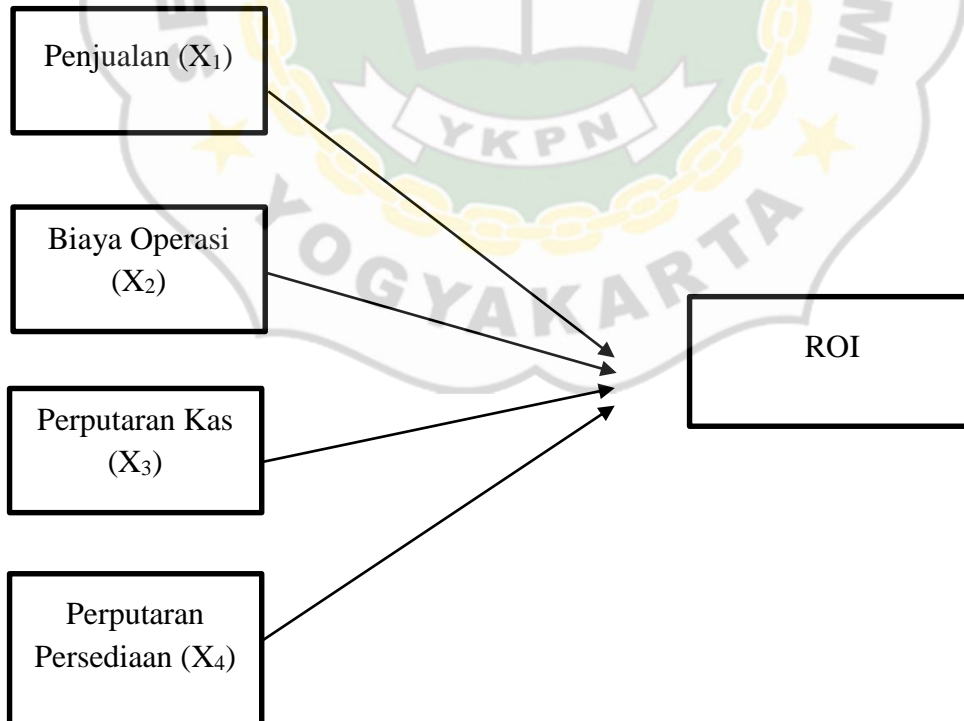 Penjualan (X₁)
Biaya Operasi
(X₂)
Perputaran Kas
(X₃)
Perputaran
Persediaan (X₄)
ROI
YKPN
YOGYAKARTA